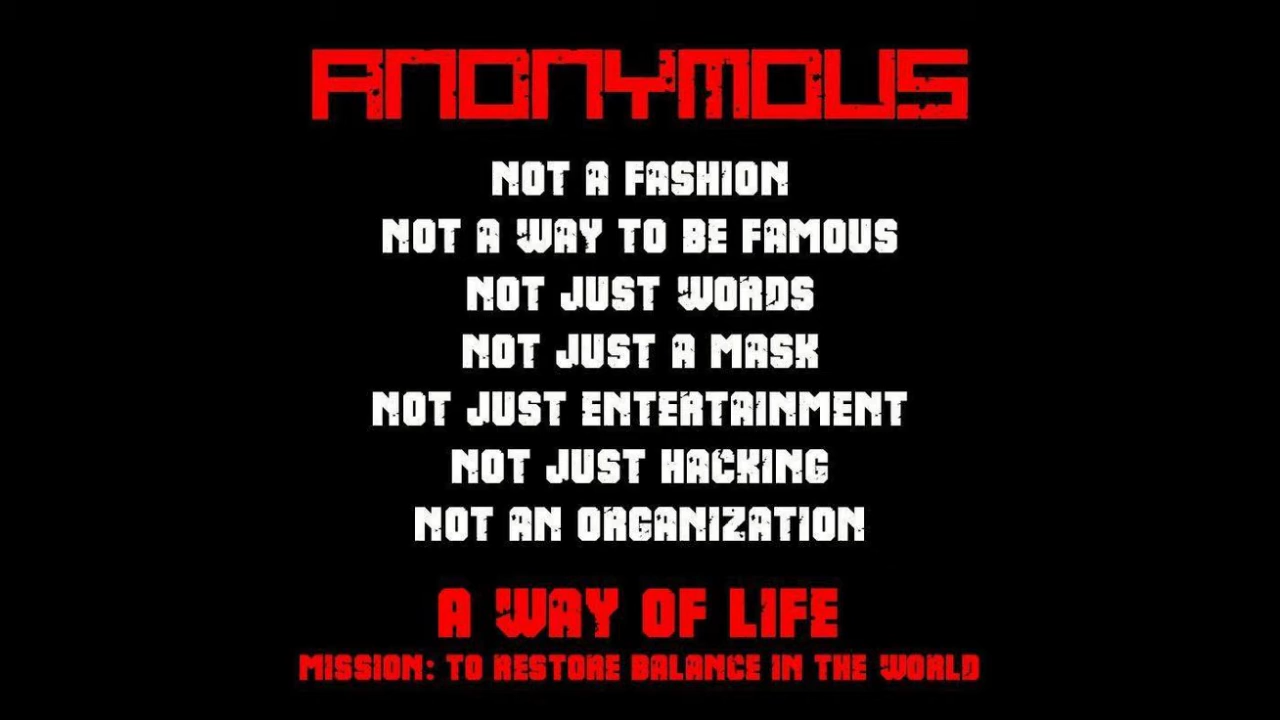 ANONYMOUS
NOT A FASHION
NOT A WAY TO BE FAMOUS
NOT JUST WORDS
NOT JUST A MASK
NOT JUST ENTERTAINMENT
NOT JUST HACKING
NOT AN ORGANIZATION
A WAY OF LIFE
MISSION: TO RESTORE BALANCE IN THE WORLD